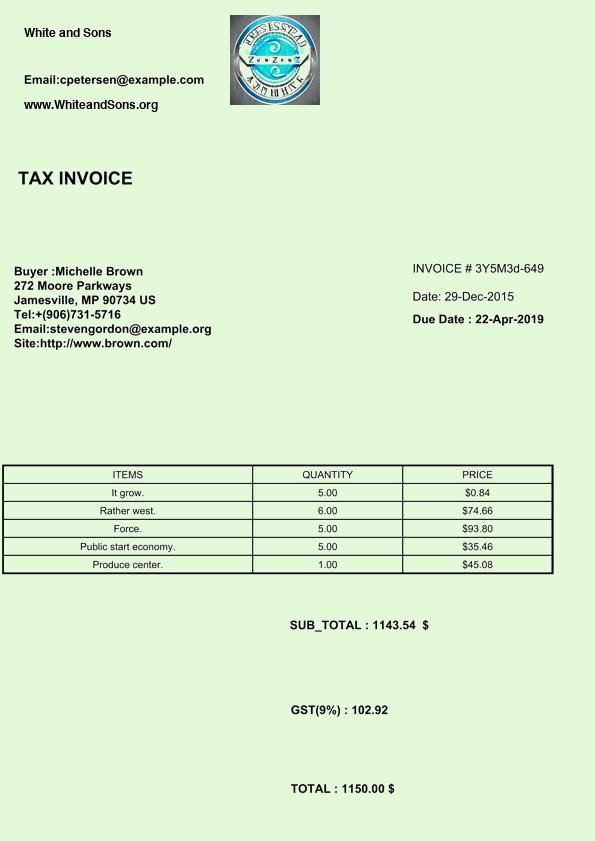 White and Sons
Email:cpetersen@example.com
www.WhiteandSons.org
ZUNZENZ
TAX INVOICE
Buyer :Michelle Brown
272 Moore Parkways
Jamesville, MP 90734 US
Tel:+(906)731-5716
Email:stevengordon@example.org
Site:http://www.brown.com/
INVOICE # 3Y5M3d-649
Date: 29-Dec-2015
Due Date : 22-Apr-2019
ITEMS QUANTITY PRICE
It grow. 5.00 $0.84
Rather west. 6.00 $74.66
Force. 5.00 $93.80
Public start economy. 5.00 $35.46
Produce center. 1.00 $45.08
SUB_TOTAL : 1143.54 $
GST(9%) : 102.92
TOTAL : 1150.00 $